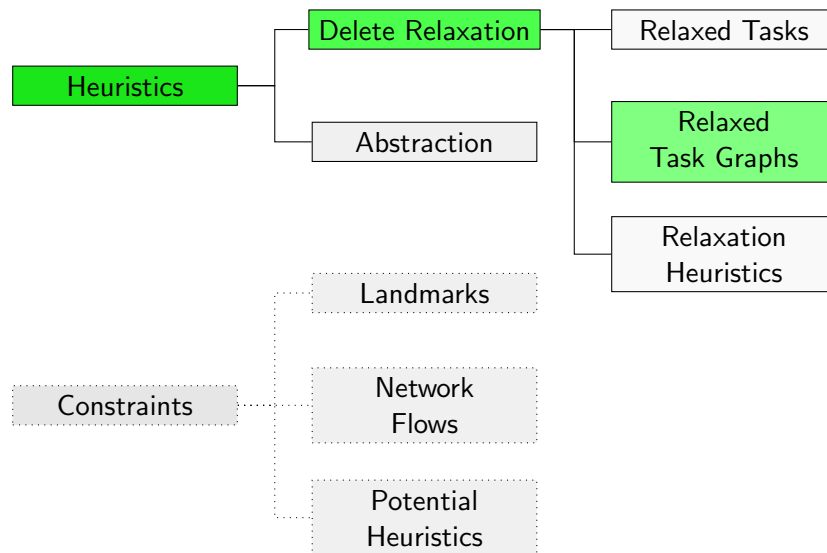 Heuristics
Delete Relaxation
Abstraction
Relaxed Tasks
Relaxed
Task Graphs
Relaxation
Heuristics
Constraints
Landmarks
Network
Flows
Potential
Heuristics